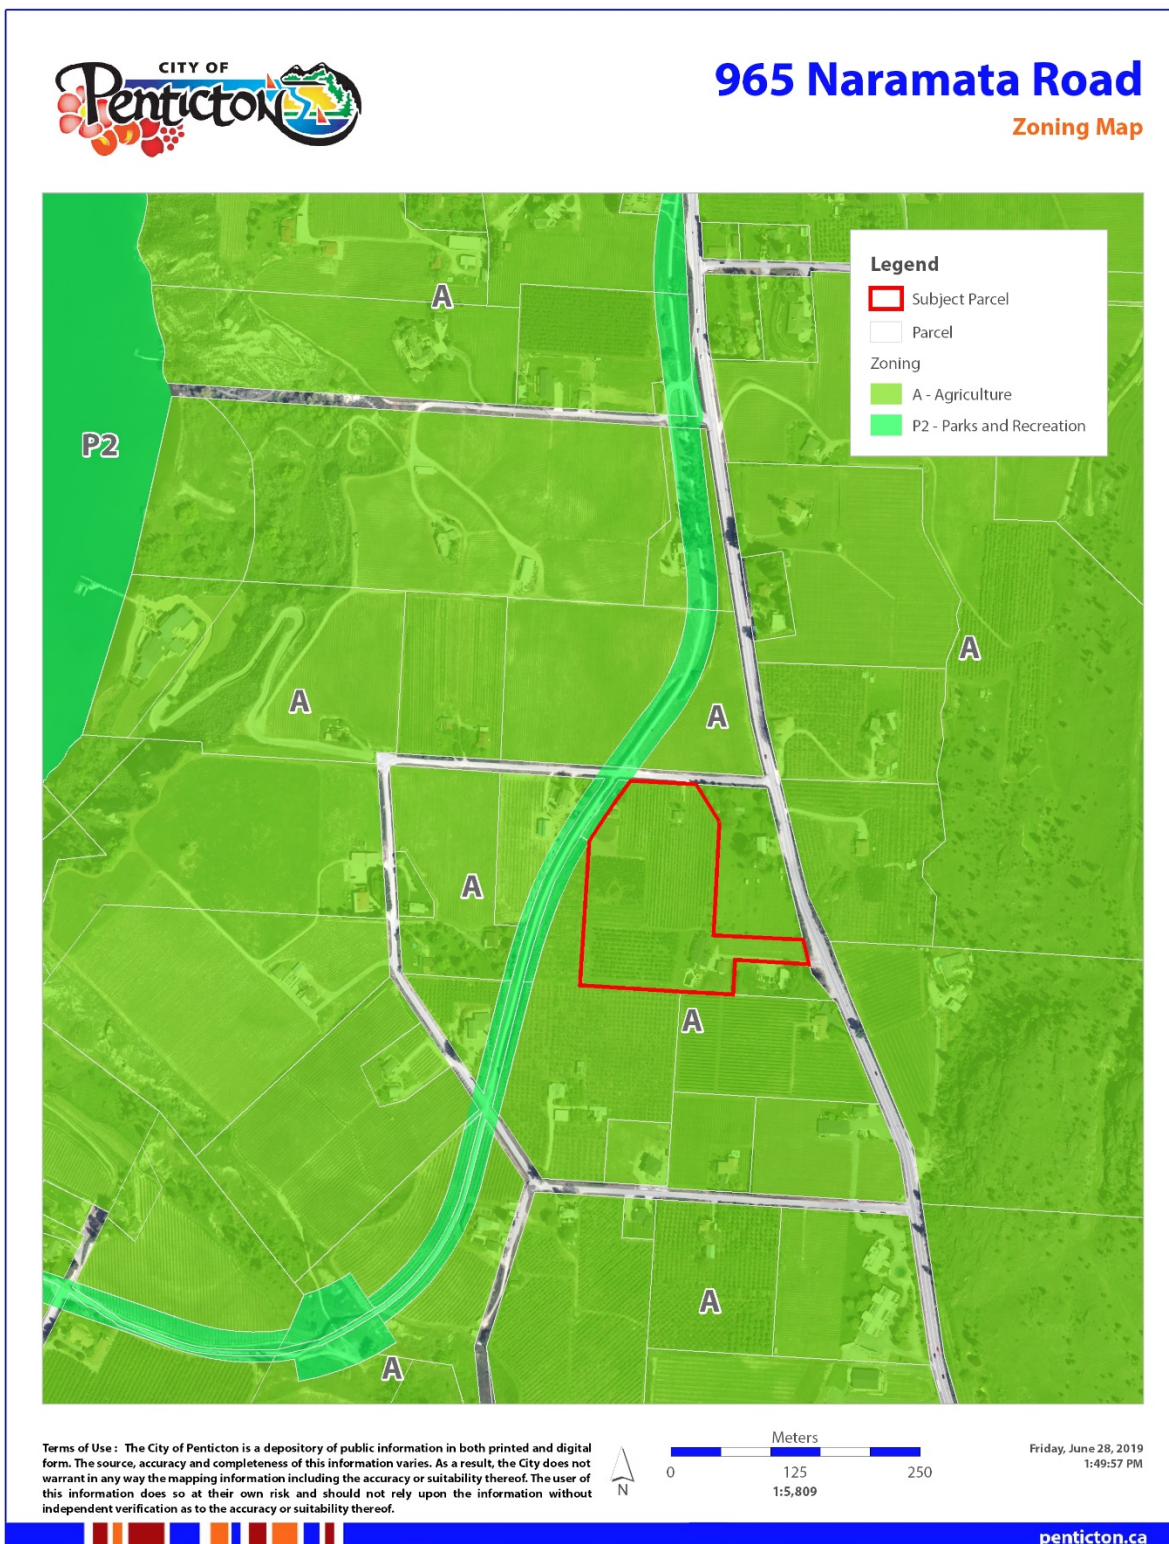 CITY OF
Penticton
965 Naramata Road
Zoning Map
A
P2
A
A
A
A
A
A
A
Legend
Subject Parcel
Parcel
Zoning
A - Agriculture
P2 - Parks and Recreation
Terms of Use : The City of Penticton is a depository of public information in both printed and digital
form. The source, accuracy and completeness of this information varies. As a result, the City does not
warrant in any way the mapping information including the accuracy or suitability thereof. The user of
this information does so at their own risk and should not rely upon the information without
independent verification as to the accuracy or suitability thereof.
N
Meters
0 125 250
1:5,809
Friday, June 28, 2019
1:49:57 PM
penticton.ca